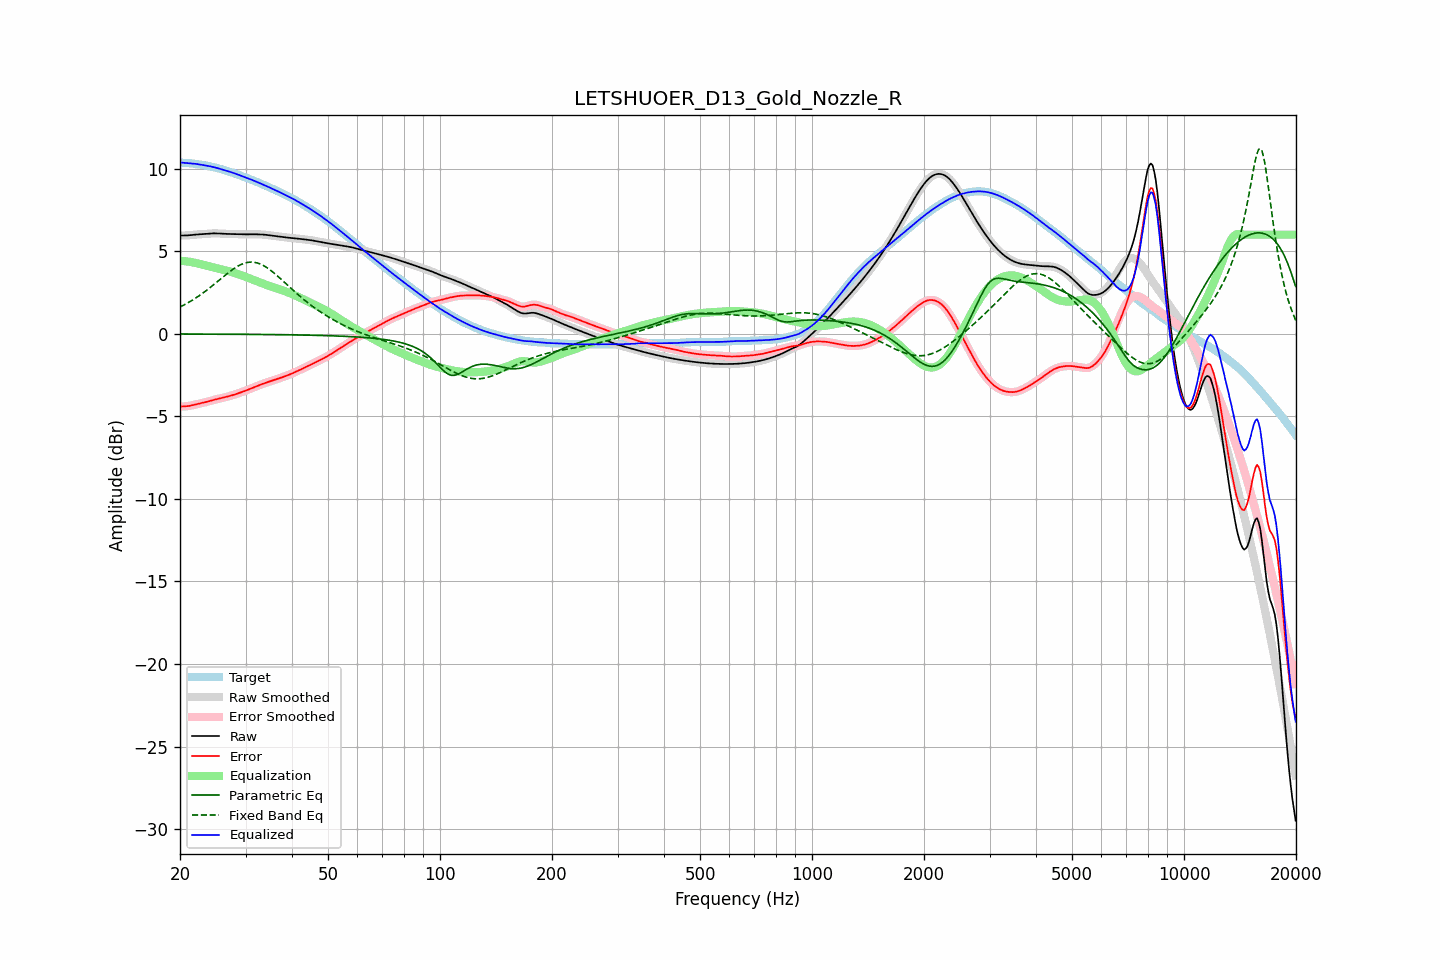 LETSHUOER_D13_Gold_Nozzle_R
Amplitude (dBr)
10
5
0
−5
−10
−15
−20
−25
−30
Target
Raw Smoothed
Error Smoothed
Raw
Error
Equalization
Parametric Eq
Fixed Band Eq
Equalized
20 50 100 200 500 1000 2000 5000 10000 20000
Frequency (Hz)